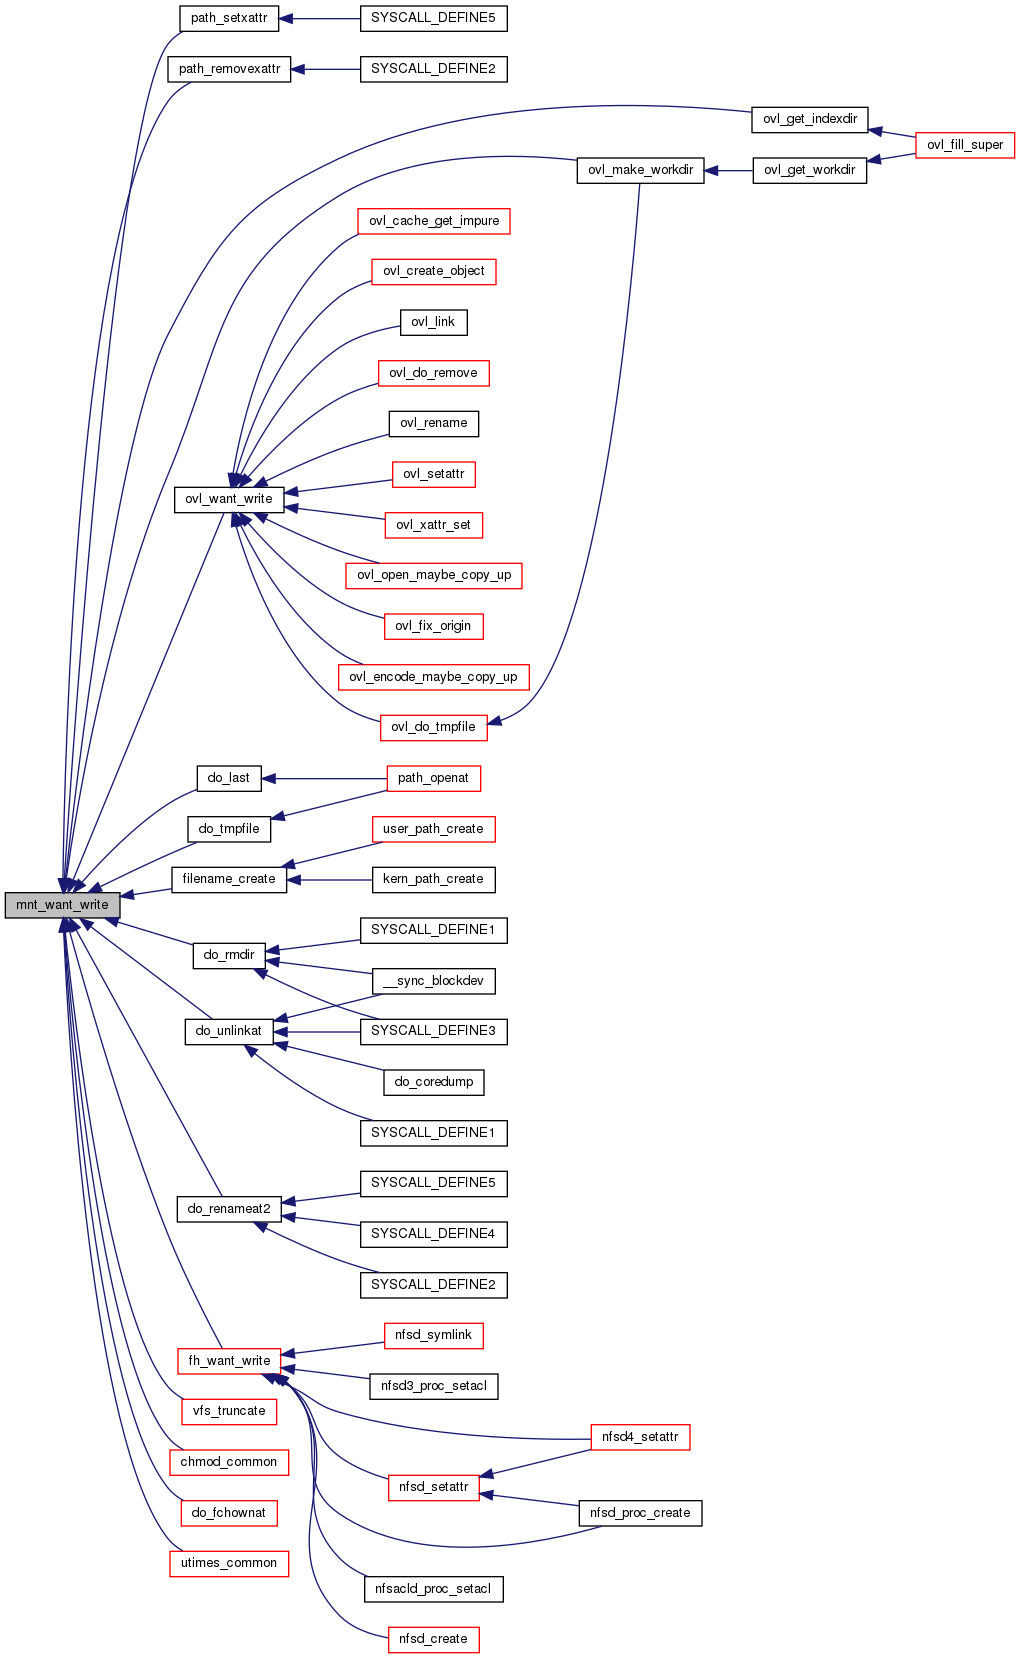 path_setxattr
SYSCALL_DEFINE5
path_removexattr
SYSCALL_DEFINE2
ovl_get_indexdir
ovl_fill_super
ovl_make_workdir
ovl_get_workdir
ovl_cache_get_impure
ovl_create_object
ovl_link
ovl_do_remove
ovl_rename
ovl_setattr
ovl_want_write
ovl_xattr_set
ovl_open_maybe_copy_up
ovl_fix_origin
ovl_encode_maybe_copy_up
ovl_do_tmpfile
do_last
path_openat
do_tmpfile
user_path_create
filename_create
kern_path_create
mnt_want_write
SYSCALL_DEFINE1
do_rmdir
__sync_blockdev
do_unlinkat
SYSCALL_DEFINE3
do_coredump
SYSCALL_DEFINE1
SYSCALL_DEFINE5
do_renameat2
SYSCALL_DEFINE4
SYSCALL_DEFINE2
nfsd_symlink
fh_want_write
nfsd3_proc_setacl
vfs_truncate
nfsd4_setattr
chmod_common
nfsd_setattr
do_fchownat
nfsd_proc_create
utimes_common
nfsacld_proc_setacl
nfsd_create